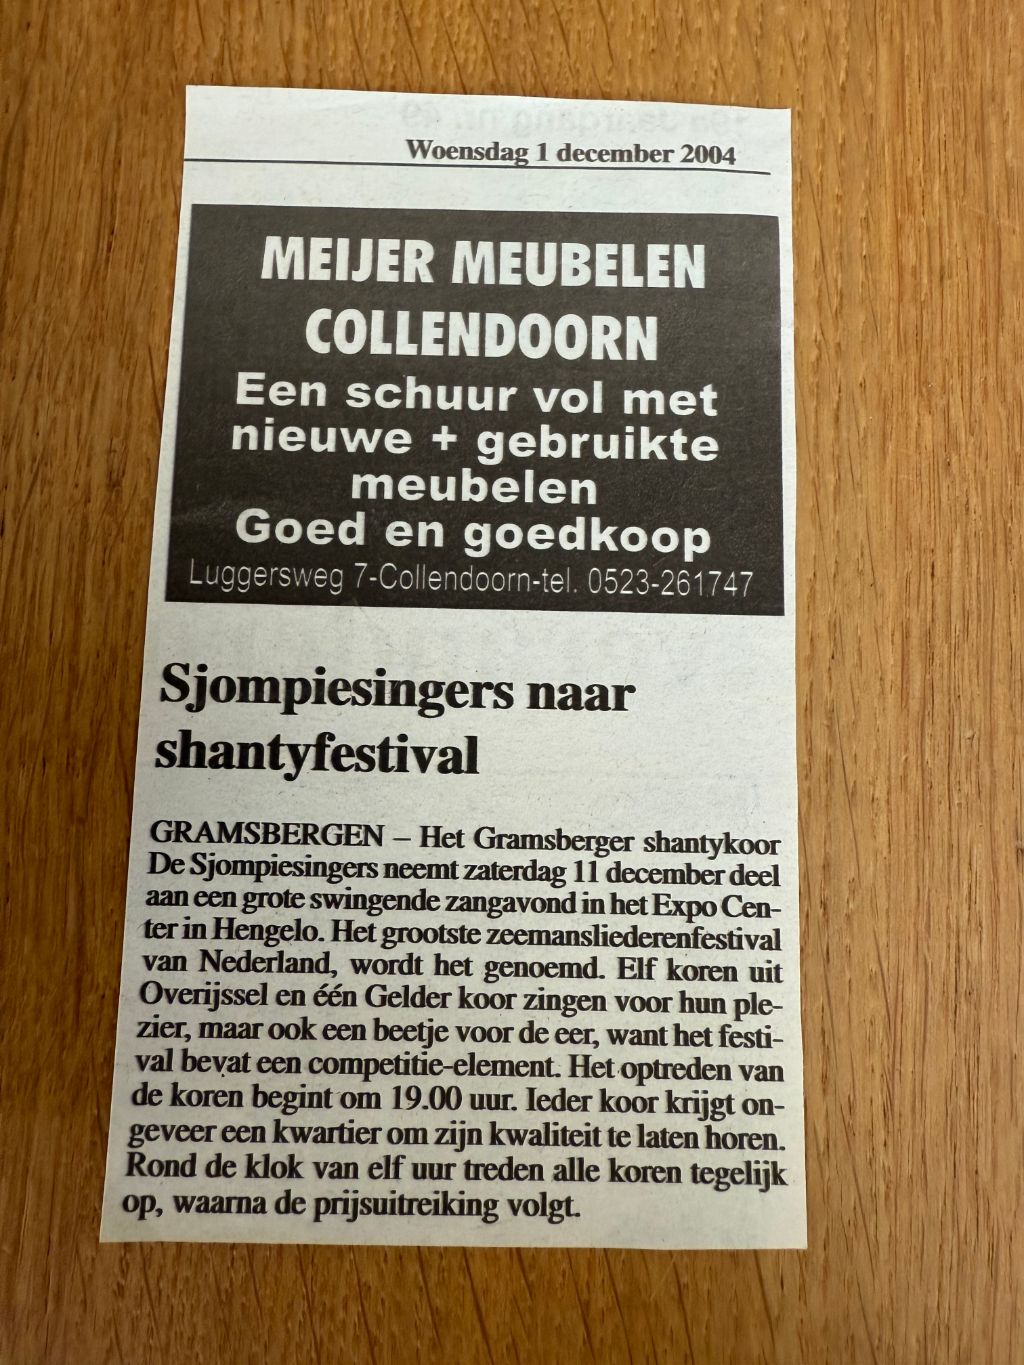 Woensdag 1 december 2004
MEIJER MEUBELEN
COLLENDOORN
Een schuur vol met
nieuwe + gebruikte
meubelen
Goed en goedkoop
Luggersweg 7-Collendoorn-tel. 0523-261747
Sjompiesingers naar
shantyfestival
GRAMSBERGEN – Het Gramsberger shantykoor
De Sjompiesingers neemt zaterdag 11 december deel
aan een grote swingende zangavond in het Expo Cen-
ter in Hengelo. Het grootste zeemansliederenfestival
van Nederland, wordt het genoemd. Elf koren uit
Overijssel en één Gelder koor zingen voor hun ple-
zier, maar ook een beetje voor de eer, want het festi-
val bevat een competitie-element. Het optreden van
de koren begint om 19.00 uur. Ieder koor krijgt on-
geveer een kwartier om zijn kwaliteit te laten horen.
Rond de klok van elf uur treden alle koren tegelijk
op, waarna de prijsuitreiking volgt.